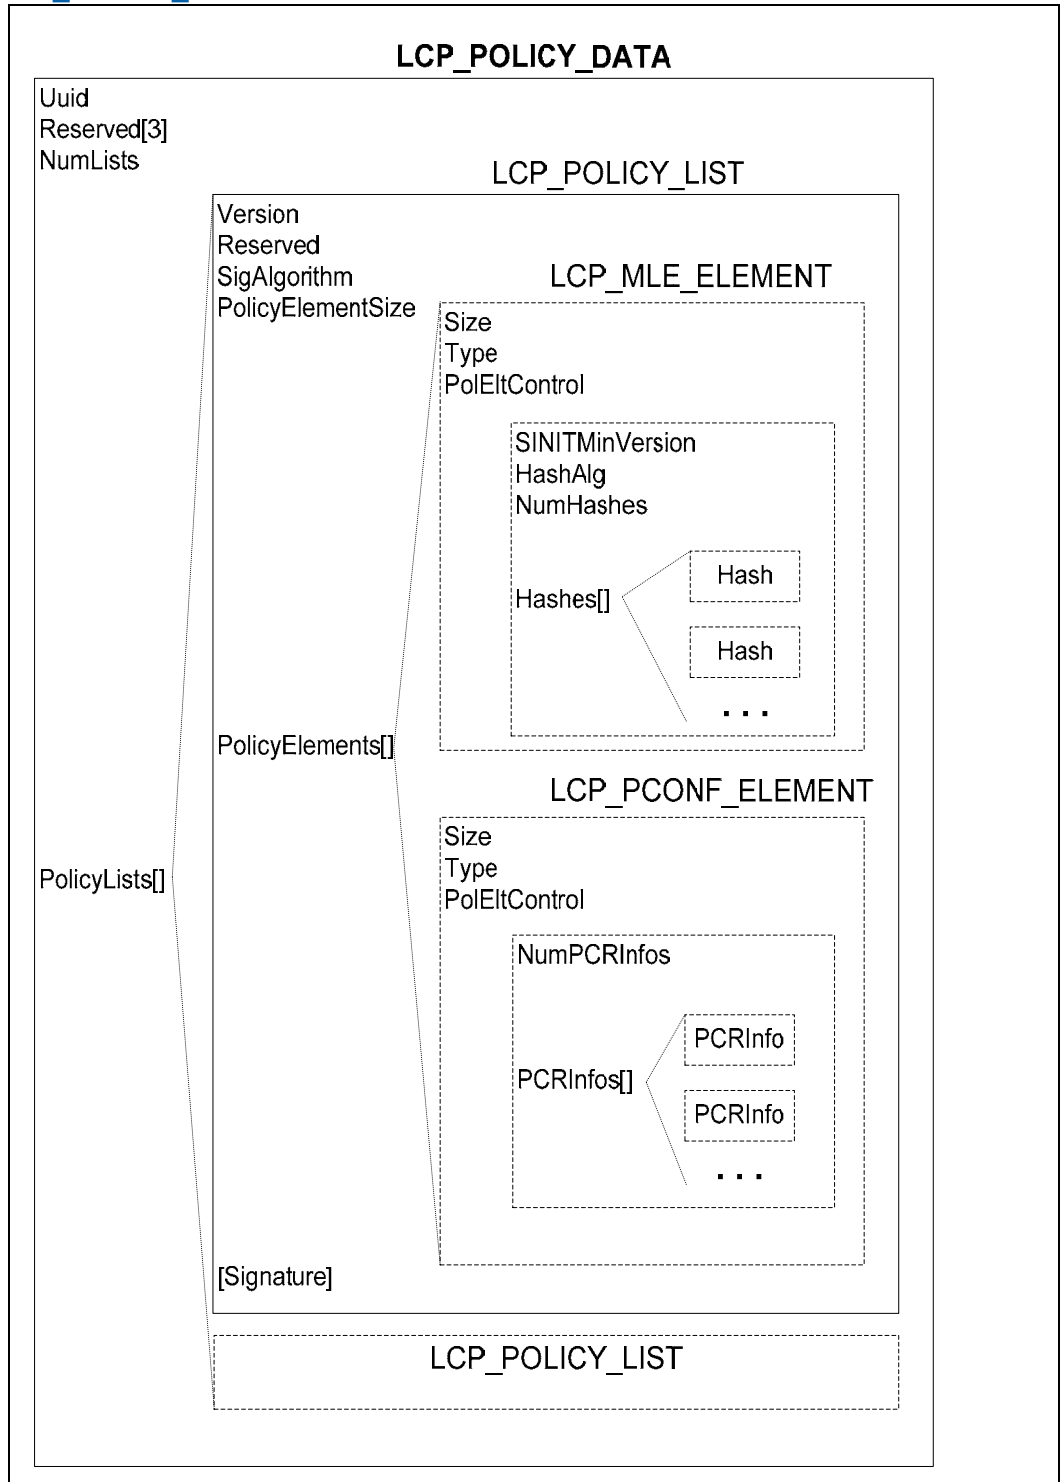 LCP_POLICY_DATA
Uuid
Reserved[3]
NumLists
LCP_POLICY_LIST
Version
Reserved
SigAlgorithm
PolicyElementSize
LCP_MLE_ELEMENT
Size
Type
PolEltControl
SINITMinVersion
HashAlg
NumHashes
Hashes[]
Hash
Hash
. . .
PolicyElements[]
LCP_PCONF_ELEMENT
Size
Type
PolEltControl
NumPCRInfos
PCRInfos[]
PCRInfo
PCRInfo
. . .
PolicyLists[]
[Signature]
LCP_POLICY_LIST